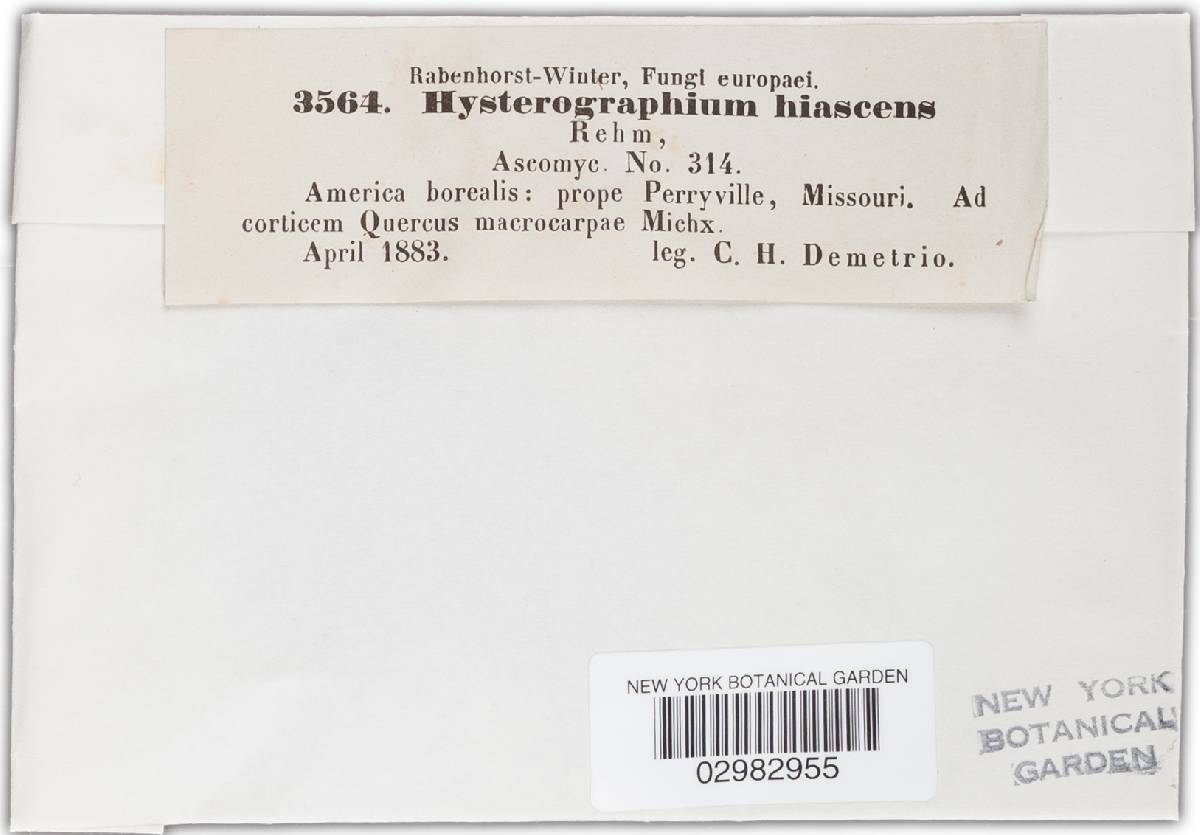 Rabenhorst-Winter, Fungi europaei.
3564. Hysterographium hiascens
Rehm,
Ascomyc. No. 314.
America borealis: prope Perryville, Missouri. Ad
corticem Quercus macrocarpae Michx.
April 1883. leg. C. H. Demetrio.
NEW YORK BOTANICAL GARDEN
02982955
NEW YORK
BOTANICAL
GARDEN